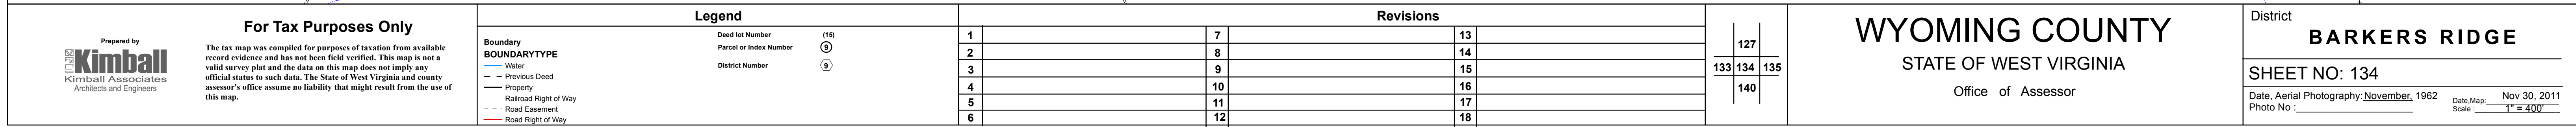 Prepared by
Kimball
Kimball Associates
Architects and Engineers
For Tax Purposes Only
The tax map was compiled for purposes of taxation from available
record evidence and has not been field verified. This map is not a
valid survey plat and the data on this map does not imply any
official status to such data. The State of West Virginia and county
assessor's office assume no liability that might result from the use of
this map.
Legend
Boundary
BOUNDARYTYPE
Water
Previous Deed
Property
Railroad Right of Way
Road Easement
Road Right of Way
Deed lot Number (15)
Parcel or Index Number 9
District Number 9
Revisions
1 7 13
2 8 14
3 9 15
4 10 16
5 11 17
6 12 18
127
133 134 135
140
WYOMING COUNTY
STATE OF WEST VIRGINIA
Office of Assessor
District
BARKERS RIDGE
SHEET NO: 134
Date, Aerial Photography: November, 1962
Photo No :
Date,Map: Nov 30, 2011
Scale : 1" = 400'